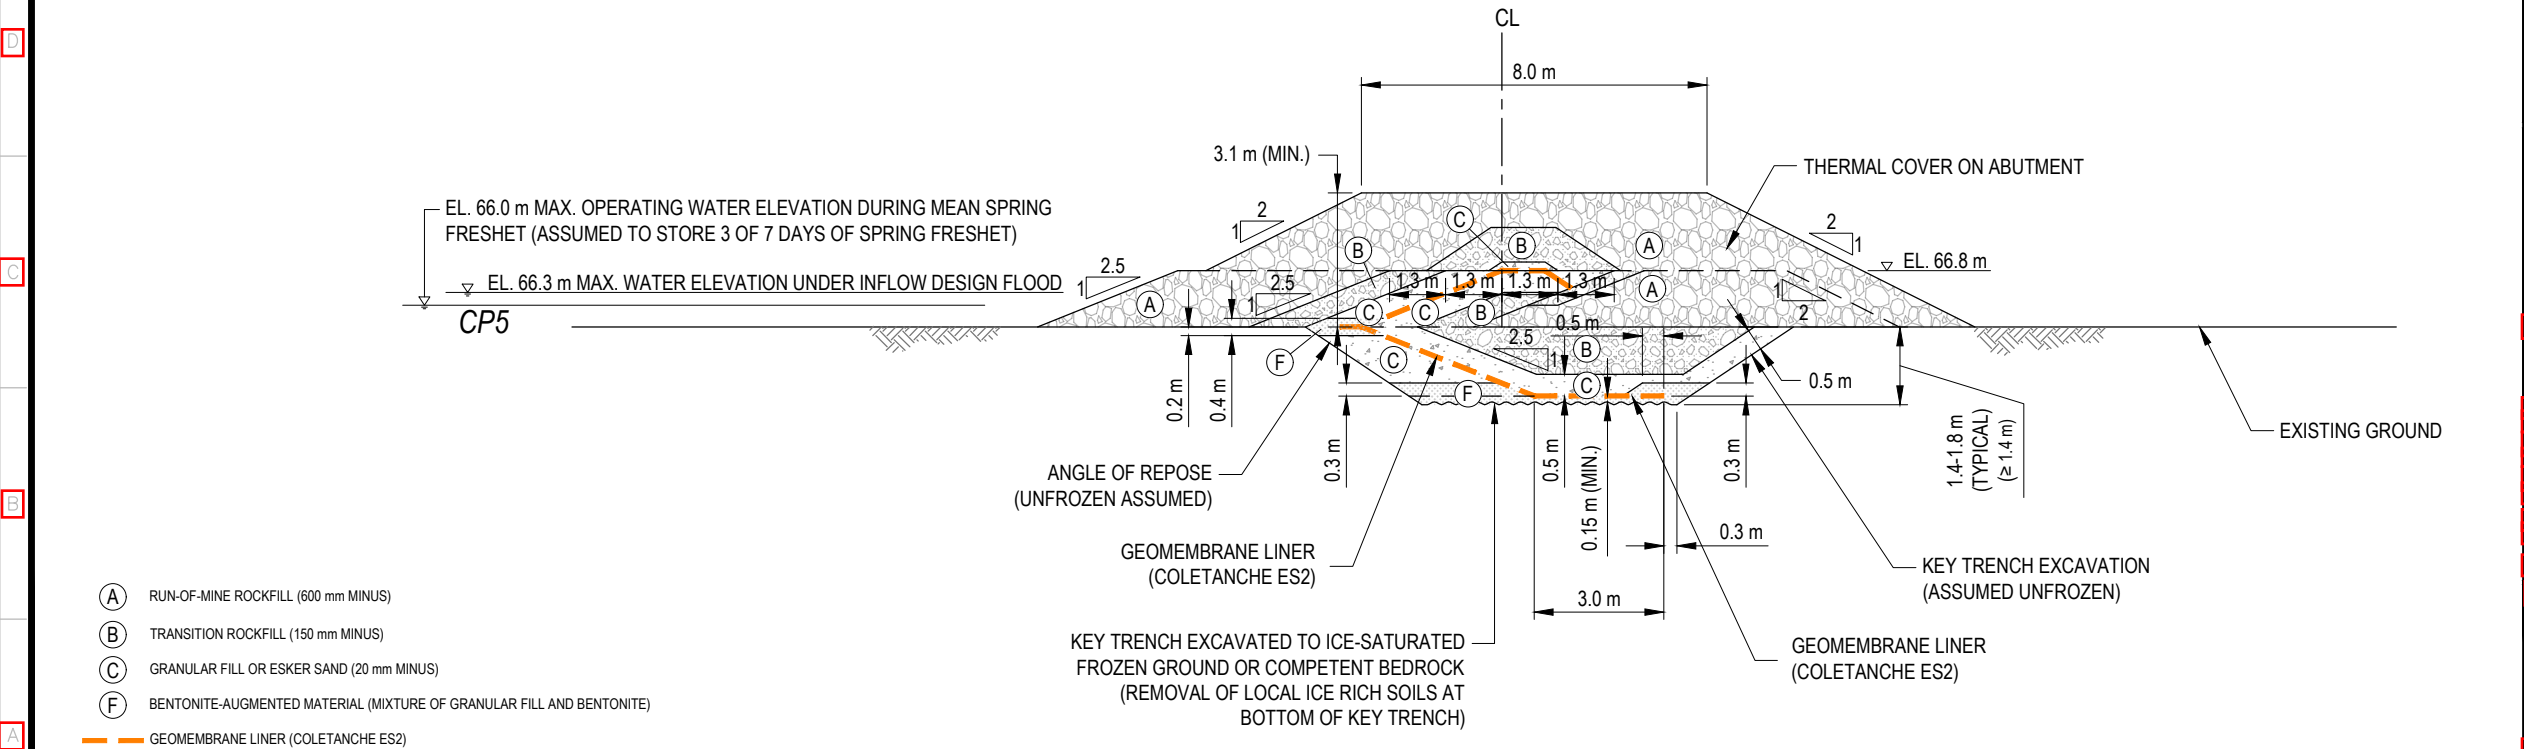 D
C
B
A
CL
8.0 m
3.1 m (MIN.)
THERMAL COVER ON ABUTMENT
EL. 66.0 m MAX. OPERATING WATER ELEVATION DURING MEAN SPRING
FRESHET (ASSUMED TO STORE 3 OF 7 DAYS OF SPRING FRESHET)
2
1
C
B
A
2
1
B
EL. 66.8 m
2.5
1
EL. 66.3 m MAX. WATER ELEVATION UNDER INFLOW DESIGN FLOOD
2.5
1
1.3 m
1.3 m
1.3 m
1.3 m
A
1
2
A
CP5
C
C
B
0.5 m
2.5
1
B
F
C
C
F
0.5 m
0.2 m
0.4 m
0.3 m
0.5 m
0.15 m (MIN.)
0.3 m
1.4-1.8 m
(TYPICAL)
(≥ 1.4 m)
EXISTING GROUND
ANGLE OF REPOSE
(UNFROZEN ASSUMED)
0.3 m
GEOMEMBRANE LINER
(COLETANCHE ES2)
KEY TRENCH EXCAVATION
(ASSUMED UNFROZEN)
3.0 m
KEY TRENCH EXCAVATED TO ICE-SATURATED
FROZEN GROUND OR COMPETENT BEDROCK
(REMOVAL OF LOCAL ICE RICH SOILS AT
BOTTOM OF KEY TRENCH)
GEOMEMBRANE LINER
(COLETANCHE ES2)
A RUN-OF-MINE ROCKFILL (600 mm MINUS)
B TRANSITION ROCKFILL (150 mm MINUS)
C GRANULAR FILL OR ESKER SAND (20 mm MINUS)
F BENTONITE-AUGMENTED MATERIAL (MIXTURE OF GRANULAR FILL AND BENTONITE)
GEOMEMBRANE LINER (COLETANCHE ES2)